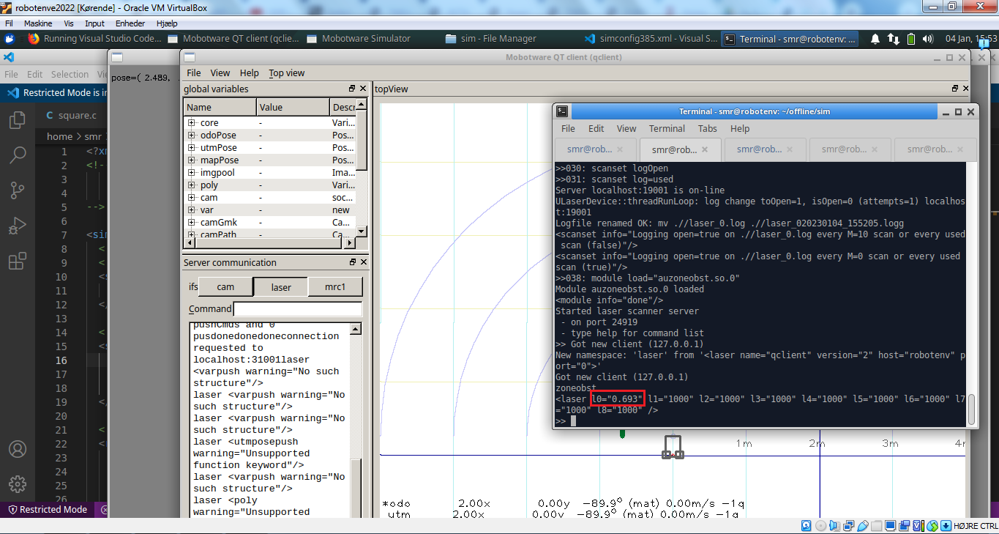 robotenve2022 [Kørende] - Oracle VM VirtualBox
Fil Maskine Vis Input Enheder Hjælp
Running Visual Studio Code... Mobotware QT client (qclie... Mobotware Simulator sim - File Manager simconfig385.xml - Visual S... Terminal - smr@robotenv: ... 04 Jan, 15:53
File Edit Selection
Restricted Mode is in
C square.c
home > smr
1 <?xm
2 <!--
3
4
5 -->
6
7 <sim
8 <
9 <
10 <s
11
12 </
13
14 <
15 <s
16
17
18
19 </
20
21 <
22 <
23
24
25
26
Restricted Mode
pose=( 2.489,
Mobotware QT client (qclient)
File View Help Top view
global variables
Name Value Descr
core - Vari...
odoPose - Pos...
utmPose - Pos...
mapPose - Pos...
imgpool - Ima...
poly - Vari...
cam - soc...
var - new
camGmk - Ca...
camPath - Ca...
Server communication
ifs cam laser mrc1
Command
pushCmds and 0
pusdonedonedoneconnection
requested to
localhost:31001laser
<varpush warning="No such
structure"/>
laser <varpush warning="No
such structure"/>
laser <varpush warning="No
such structure"/>
laser <utmposepush
warning="Unsupported
function keyword"/>
laser <varpush warning="No
such structure"/>
laser <poly
warning="Unsupported
topView
1m 2m 3m 4m
*odo 2.00x 0.00y -89.9º (mat) 0.00m/s -1q
utm 2.00x 0.00y -89.9º (mat) 0.00m/s -1q
Terminal - smr@robotenv: ~/offline/sim
File Edit View Terminal Tabs Help
smr@rob... smr@rob... smr@rob... smr@rob... smr@rob...
>>030: scanset logOpen
>>031: scanset log=used
Server localhost:19001 is on-line
ULaserDevice::threadRunLoop: log change toOpen=1, isOpen=0 (attempts=1) localhos
t:19001
Logfile renamed OK: mv .//laser_0.log .//laser_020230104_155205.logg
<scanset info="Logging open=true on .//laser_0.log every M=10 scan or every used
scan (false)"/>
<scanset info="Logging open=true on .//laser_0.log every M=0 scan or every used
scan (true)"/>
>>038: module load="auzoneobst.so.0"
Module auzoneobst.so.0 loaded
<module info="done"/>
Started laser scanner server
- on port 24919
- type help for command list
>> Got new client (127.0.0.1)
New namespace: 'laser' from '<laser name="qclient" version="2" host="robotenv" p
ort="0">'
Got new client (127.0.0.1)
zoneobst
<laser l0="0.693" l1="1000" l2="1000" l3="1000" l4="1000" l5="1000" l6="1000" l7
="1000" l8="1000" />
>>
HØJRE CTRL